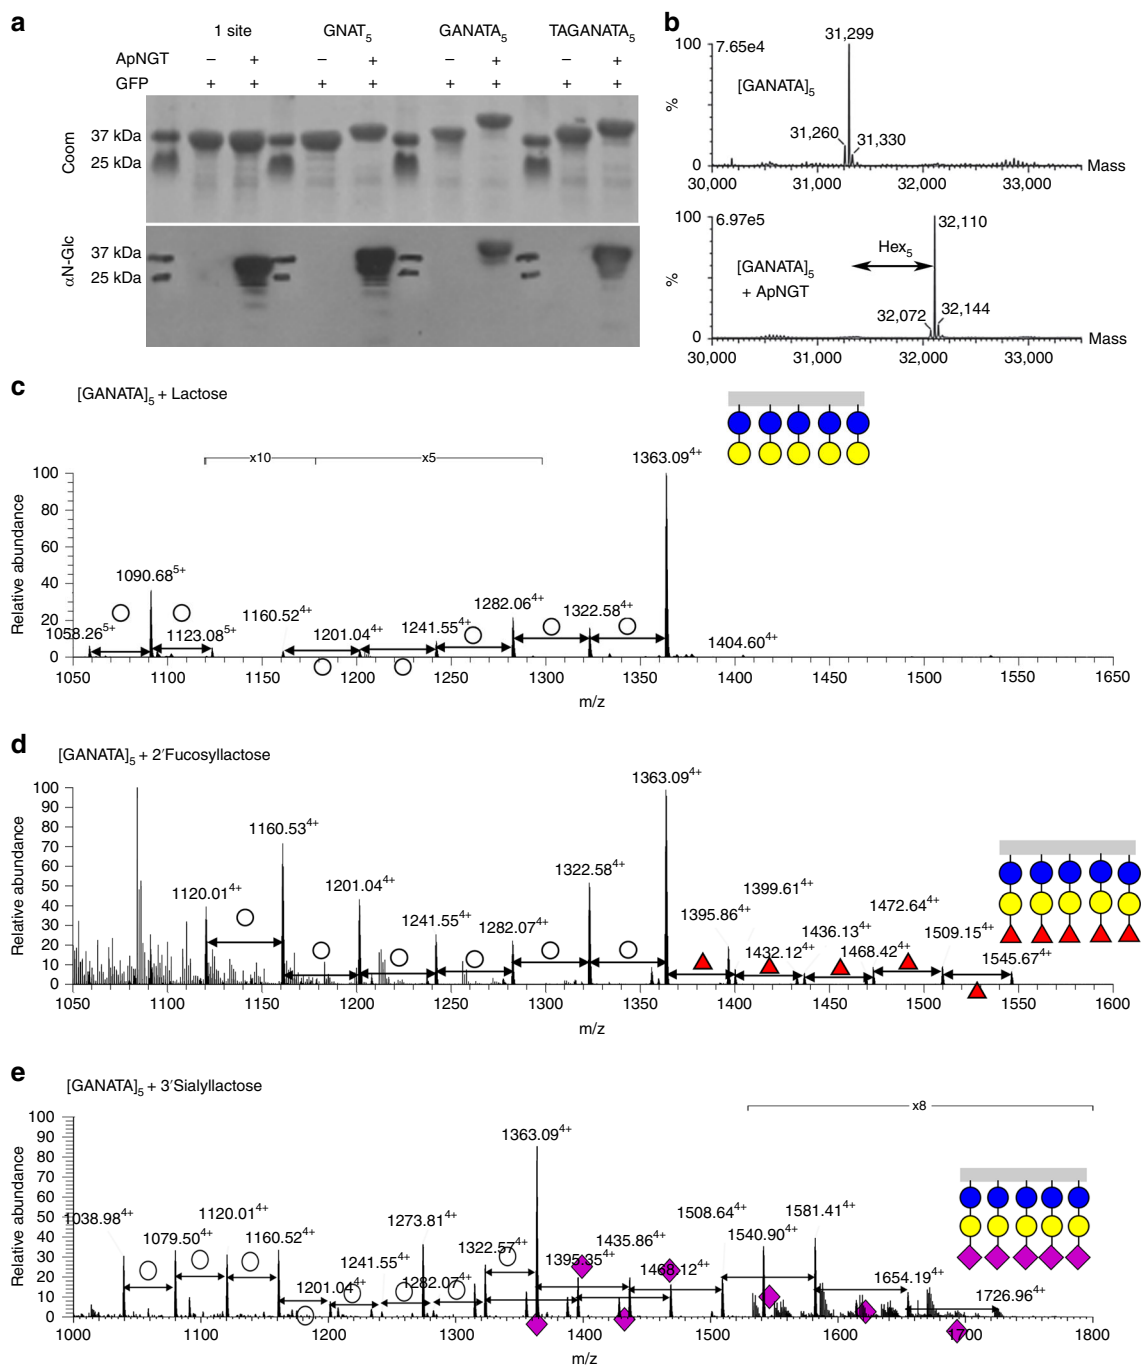 a
1 site GNAT5 GANATA5 TAGANATA5
ApNGT – + – + – + – +
GFP + + + + + + + +
Coom
37 kDa
25 kDa
αN-Glc
37 kDa
25 kDa
b
100
7.65e4
31,299
[GANATA]5
%
31,260
31,330
0
30,000 31,000 32,000 33,000
Mass
100
6.97e5
32,110
Hex5
[GANATA]5
+ ApNGT
%
32,072
32,144
0
30,000 31,000 32,000 33,000
Mass
c
[GANATA]5 + Lactose
x10 x5
Relative abundance
100
80
60
40
20
0
1058.265+
1090.685+
1123.085+
1160.524+
1201.044+
1241.554+
1282.064+
1322.584+
1363.094+
1404.604+
1050 1100 1150 1200 1250 1300 1350 1400 1450 1500 1550 1650
m/z
d
[GANATA]5 + 2′Fucosyllactose
Relative abundance
100
90
80
70
60
50
40
30
20
10
0
1120.014+
1160.534+
1201.044+
1241.554+
1282.074+
1322.584+
1363.094+
1395.864+
1399.614+
1432.124+
1436.134+
1468.424+
1472.644+
1509.154+
1545.674+
1050 1100 1150 1200 1250 1300 1350 1400 1450 1500 1550 1600
m/z
e
[GANATA]5 + 3′Sialyllactose
x8
Relative abundance
100
90
80
70
60
50
40
30
20
10
0
1038.984+
1079.504+
1120.014+
1160.524+
1201.044+
1241.554+
1273.814+
1282.074+
1322.574+
1363.094+
1395.354+
1435.864+
1508.644+
1540.904+
1581.414+
1654.194+
1726.964+
1000 1100 1200 1300 1400 1500 1600 1800
m/z